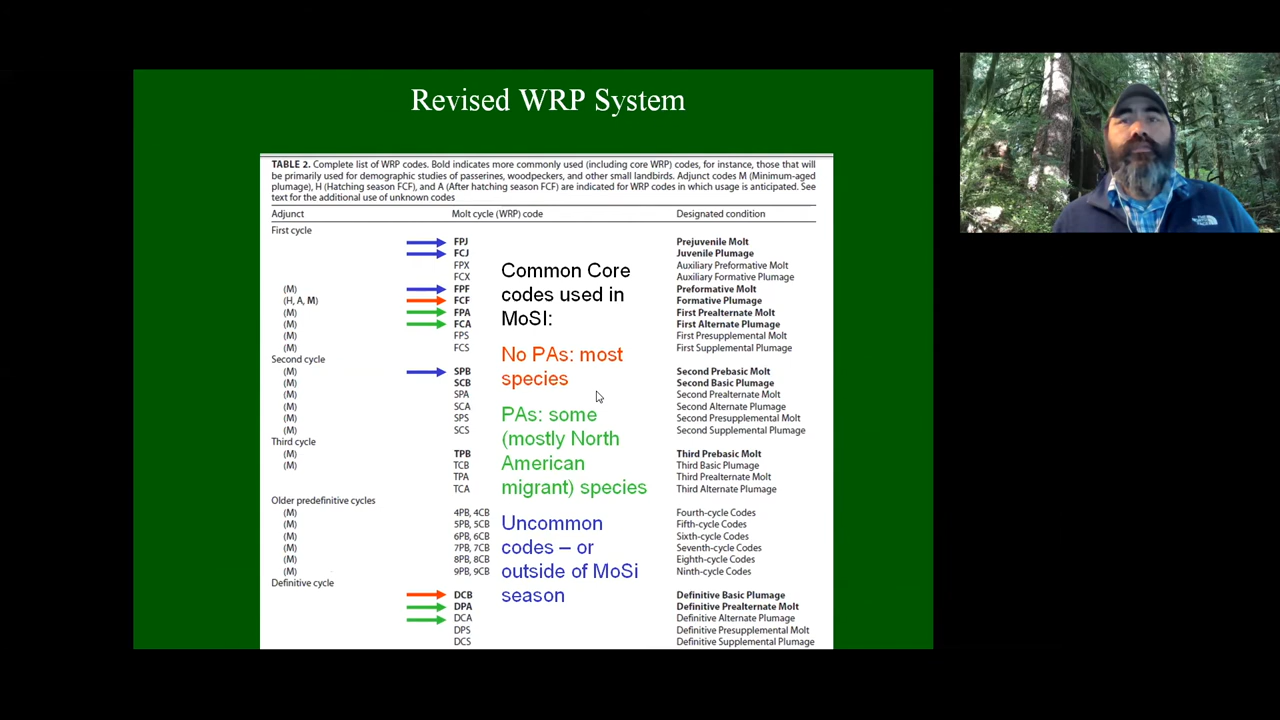 Revised WRP System
TABLE 2. Complete list of WRP codes. Bold indicates more commonly used (including core WRP) codes, for instance, those that will
be primarily used for demographic studies of passerines, woodpeckers, and other small landbirds. Adjunct codes M (Minimum-aged
plumage), H (Hatching season FCF), and A (After hatching season FCF) are indicated for WRP codes in which usage is anticipated. See
text for the additional use of unknown codes
Adjunct Molt cycle (WRP) code Designated condition
First cycle
FPJ Prejuvenile Molt
FCJ Juvenile Plumage
FPX Auxiliary Preformative Molt
FCX Auxiliary Formative Plumage
(M) FPF Preformative Molt
(H, A, M) FCF Formative Plumage
(M) FPA First Prealternate Molt
(M) FCA First Alternate Plumage
(M) FPS First Presupplemental Molt
(M) FCS First Supplemental Plumage
Second cycle
(M) SPB Second Prebasic Molt
(M) SCB Second Basic Plumage
(M) SPA Second Prealternate Molt
(M) SCA Second Alternate Plumage
(M) SPS Second Presupplemental Molt
(M) SCS Second Supplemental Plumage
Third cycle
(M) TPB Third Prebasic Molt
(M) TCB Third Basic Plumage
TPA Third Prealternate Molt
TCA Third Alternate Plumage
Older predefinitive cycles
(M) 4PB, 4CB Fourth-cycle Codes
(M) 5PB, 5CB Fifth-cycle Codes
(M) 6PB, 6CB Sixth-cycle Codes
(M) 7PB, 7CB Seventh-cycle Codes
(M) 8PB, 8CB Eighth-cycle Codes
(M) 9PB, 9CB Ninth-cycle Codes
Definitive cycle
DCB Definitive Basic Plumage
DPA Definitive Prealternate Molt
DCA Definitive Alternate Plumage
DPS Definitive Presupplemental Molt
DCS Definitive Supplemental Plumage
Common Core
codes used in
MoSI:
No PAs: most
species
PAs: some
(mostly North
American
migrant) species
Uncommon
codes – or
outside of MoSi
season